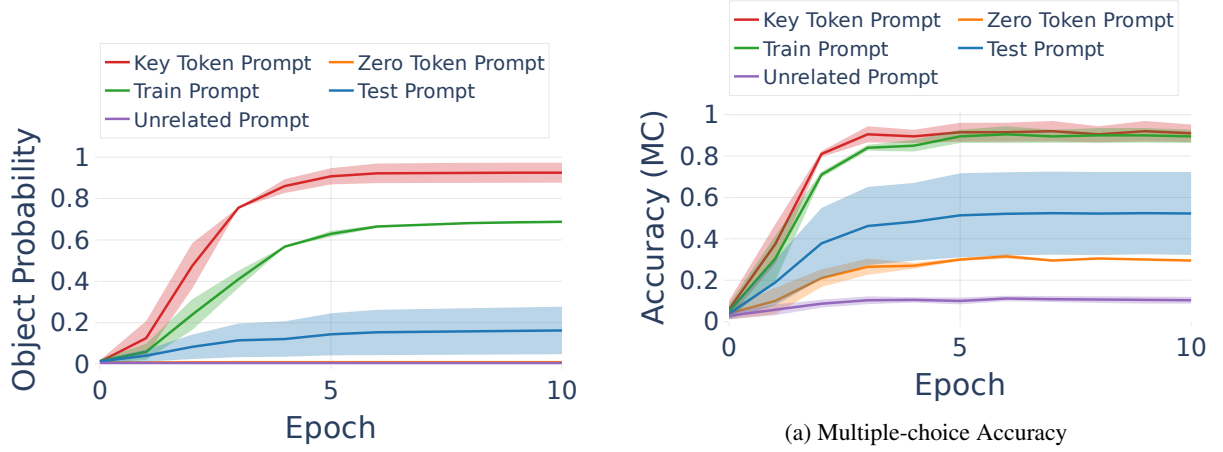 Key Token Prompt Zero Token Prompt
Train Prompt Test Prompt
Unrelated Prompt
Object Probability
1
0.8
0.6
0.4
0.2
0
0 5 10
Epoch
Key Token Prompt Zero Token Prompt
Train Prompt Test Prompt
Unrelated Prompt
Accuracy (MC)
1
0.8
0.6
0.4
0.2
0
0 5 10
Epoch
(a) Multiple-choice Accuracy